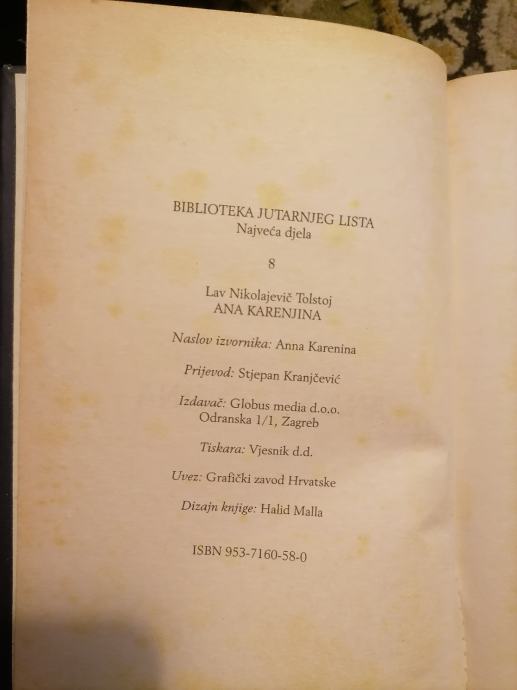 BIBLIOTEKA JUTARNJEG LISTA
Najveća djela
8
Lav Nikolajevič Tolstoj
ANA KARENJINA
Naslov izvornika: Anna Karenina
Prijevod: Stjepan Kranjčević
Izdavač: Globus media d.o.o.
Odranska 1/1, Zagreb
Tiskara: Vjesnik d.d.
Uvez: Grafički zavod Hrvatske
Dizajn knjige: Halid Malla
ISBN 953-7160-58-0